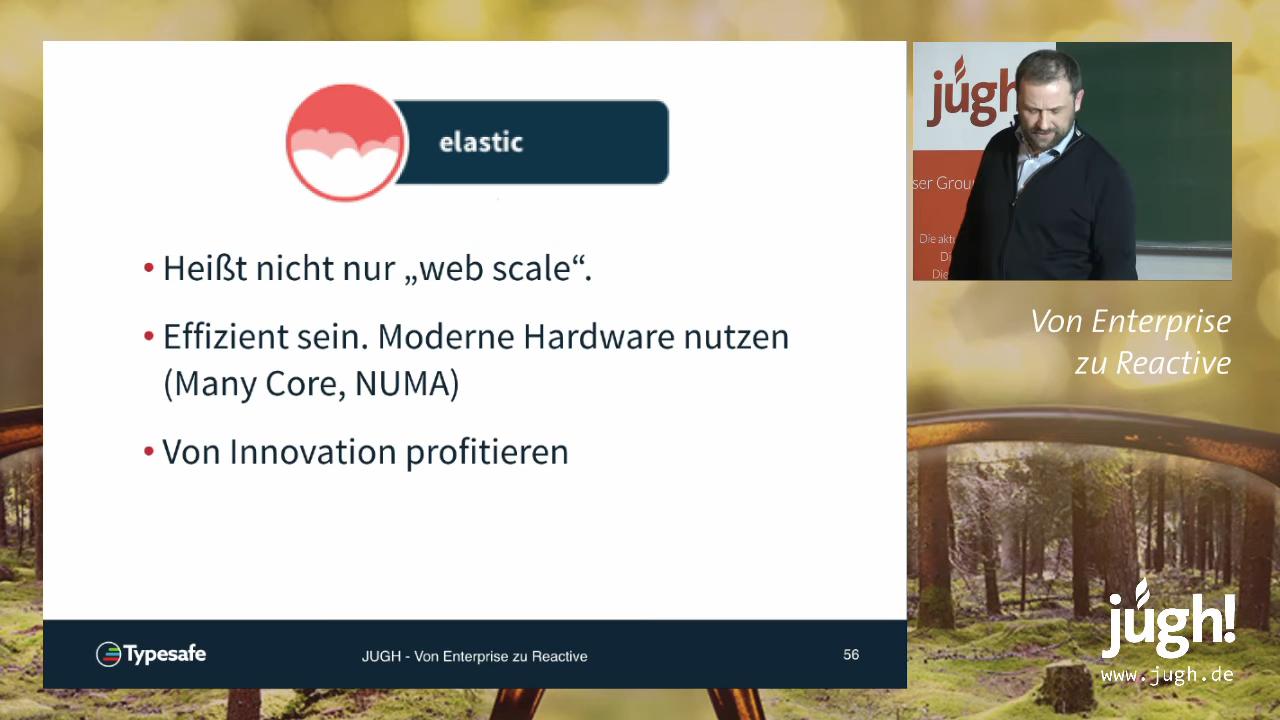 elastic
• Heißt nicht nur „web scale“.
• Effizient sein. Moderne Hardware nutzen
(Many Core, NUMA)
• Von Innovation profitieren
Typesafe
JUGH - Von Enterprise zu Reactive
56
jugh
Die
Von Enterprise
zu Reactive
jugh!
www.jugh.de